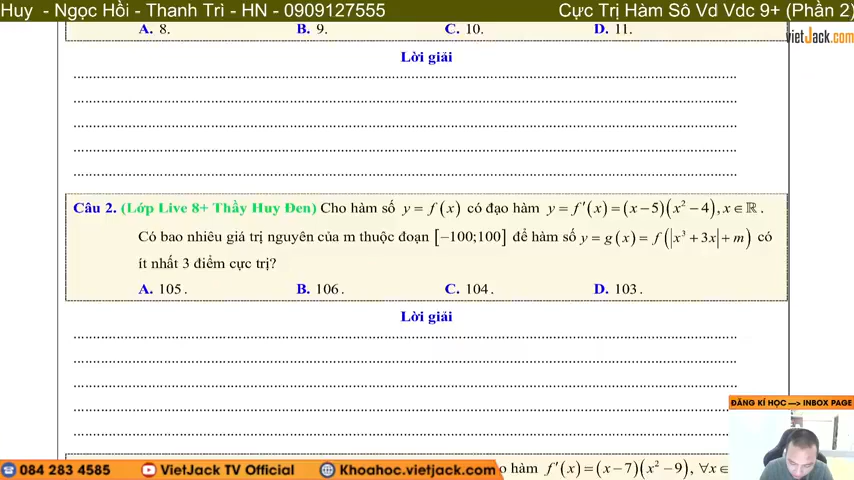 Huy - Ngọc Hồi - Thanh Trì - HN - 0909127555
Cực Trị Hàm Số Vd Vdc 9+ (Phần 2)
vietJack.com
A. 8. B. 9. C. 10. D. 11.
Lời giải
Câu 2. (Lớp Live 8+ Thầy Huy Đen) Cho hàm số y = f(x) có đạo hàm y = f'(x) = (x−5)(x² −4), x∈ℝ.
Có bao nhiêu giá trị nguyên của m thuộc đoạn [−100;100] để hàm số y = g(x) = f(|x³ +3x|+m) có
ít nhất 3 điểm cực trị?
A. 105. B. 106. C. 104. D. 103.
Lời giải
ĐĂNG KÍ HỌC —> INBOX PAGE
o hàm f'(x)=(x−7)(x² −9), ∀x∈
084 283 4585 VietJack TV Official Khoahoc.vietjack.com